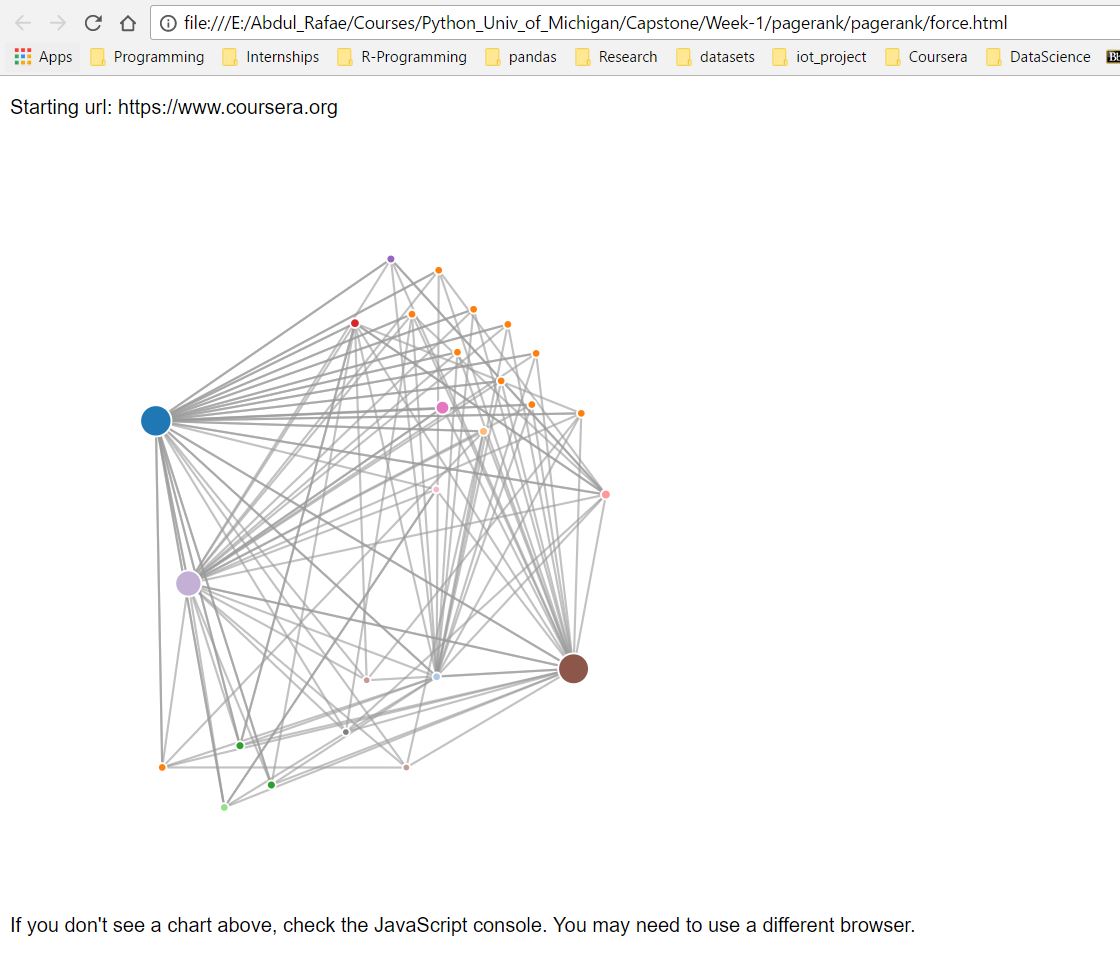 file:///E:/Abdul_Rafae/Courses/Python_Univ_of_Michigan/Capstone/Week-1/pagerank/pagerank/force.html
Apps Programming Internships R-Programming pandas Research datasets iot_project Coursera DataScience
Starting url: https://www.coursera.org
If you don't see a chart above, check the JavaScript console. You may need to use a different browser.